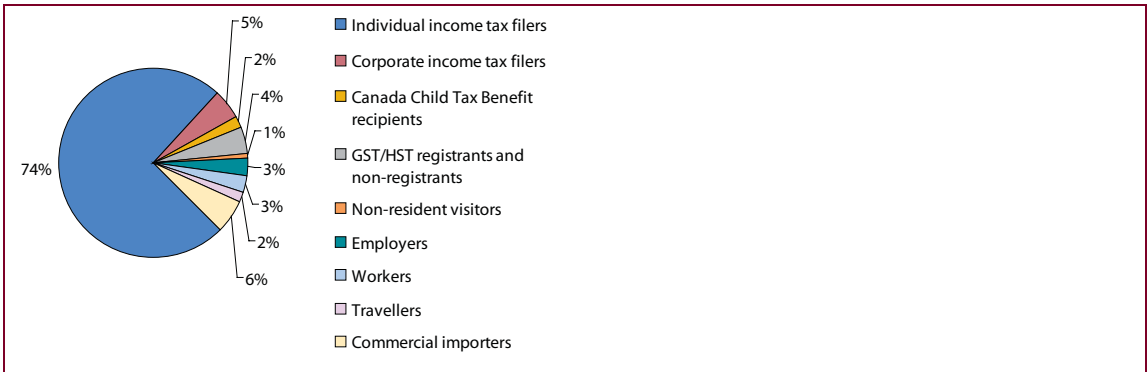 5%
Individual income tax filers
2%
Corporate income tax filers
4%
Canada Child Tax Benefit
recipients
1%
GST/HST registrants and
non-registrants
74%
3%
3%
Non-resident visitors
2%
Employers
6%
Workers
Travellers
Commercial importers